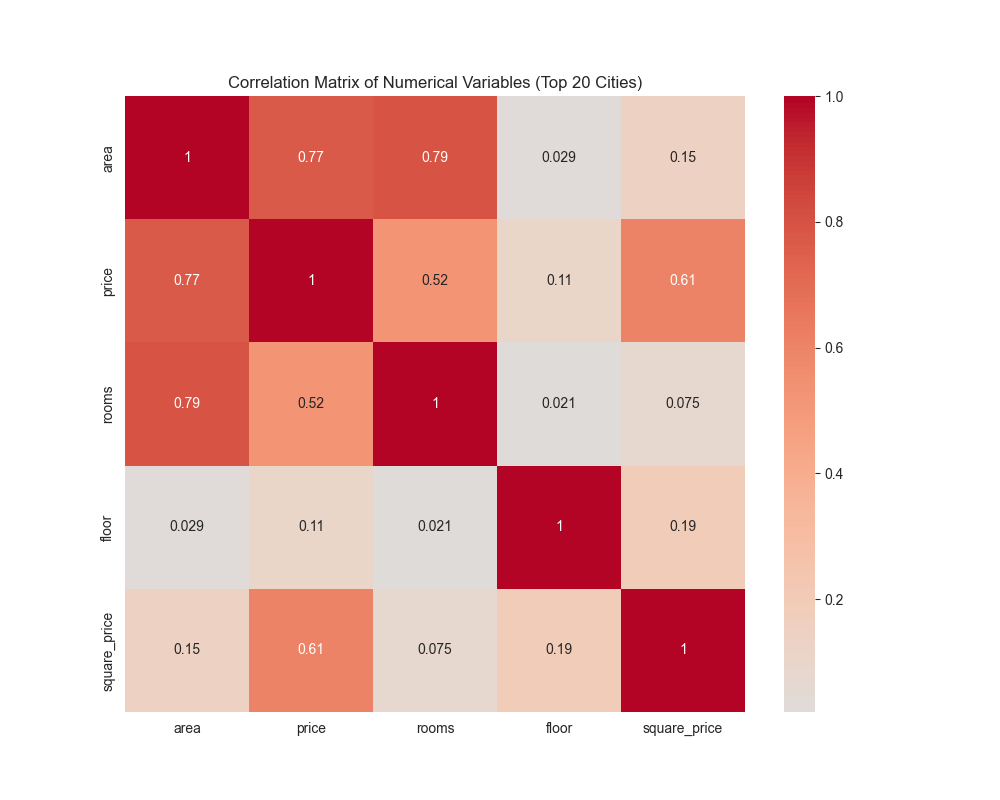 Correlation Matrix of Numerical Variables (Top 20 Cities)
area 1 0.77 0.79 0.029 0.15
price 0.77 1 0.52 0.11 0.61
rooms 0.79 0.52 1 0.021 0.075
floor 0.029 0.11 0.021 1 0.19
square_price 0.15 0.61 0.075 0.19 1
area price rooms floor square_price
1.0
0.8
0.6
0.4
0.2